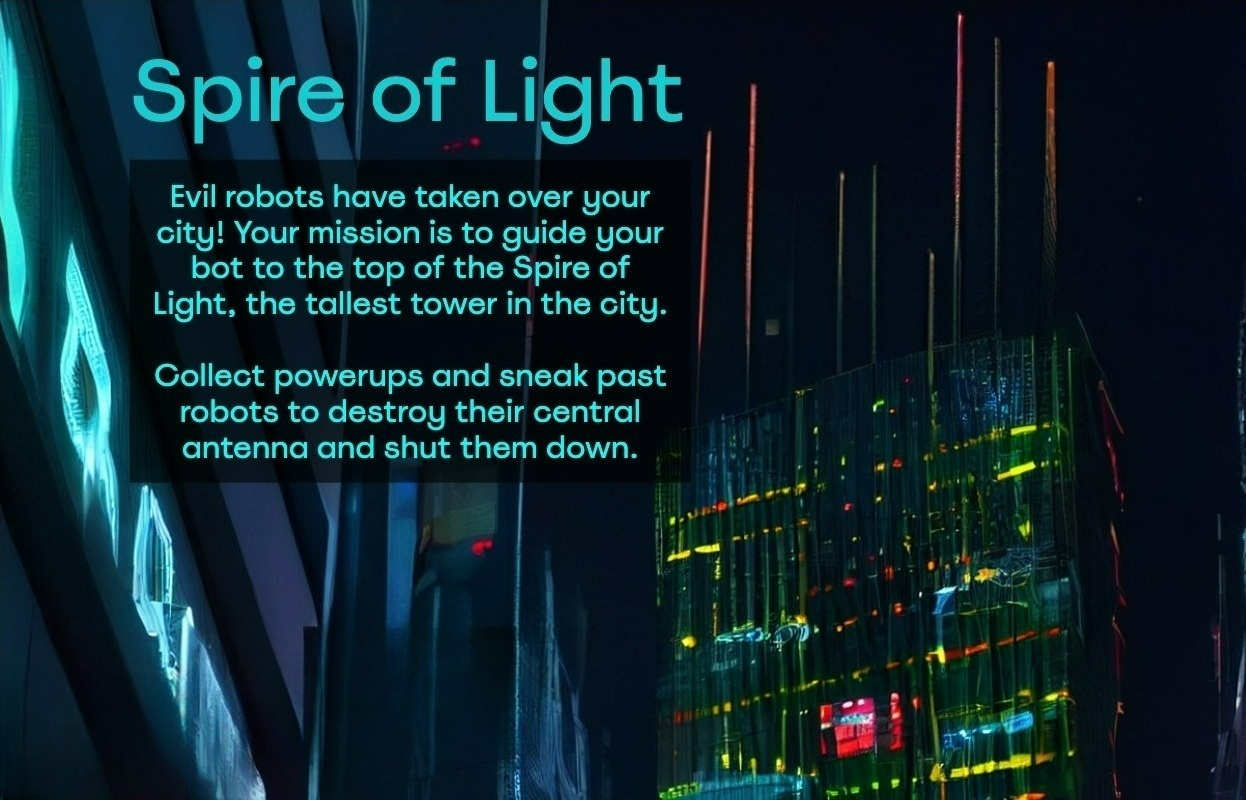 Spire of Light
Evil robots have taken over your
city! Your mission is to guide your
bot to the top of the Spire of
Light, the tallest tower in the city.
Collect powerups and sneak past
robots to destroy their central
antenna and shut them down.